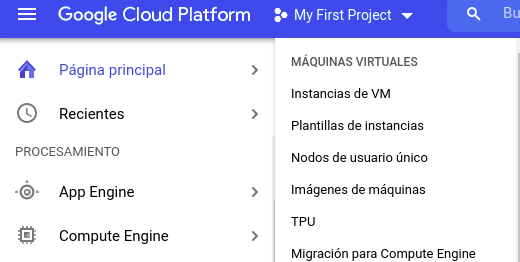 Google Cloud Platform
My First Project
Bu
Página principal
Recientes
PROCESAMIENTO
App Engine
Compute Engine
MÁQUINAS VIRTUALES
Instancias de VM
Plantillas de instancias
Nodos de usuario único
Imágenes de máquinas
TPU
Migración para Compute Engine